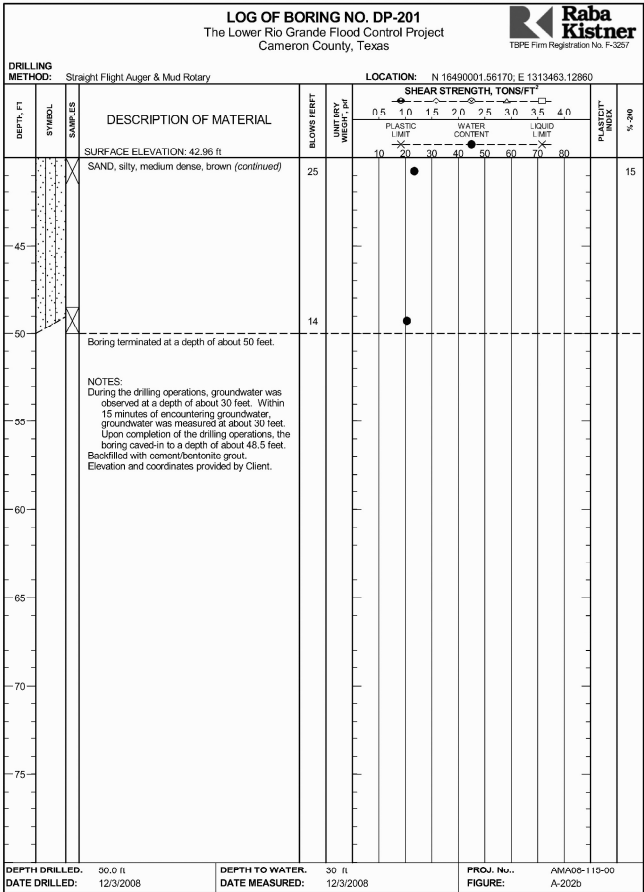 LOG OF BORING NO. DP-201
The Lower Rio Grande Flood Control Project
Cameron County, Texas
Raba
Kistner
TBPE Firm Registration No. F-3257
DRILLING
METHOD: Straight Flight Auger & Mud Rotary
LOCATION: N 16490001.56170; E 1313463.12860
DEPTH, FT
SYMBOL
SAMPLES
DESCRIPTION OF MATERIAL
SURFACE ELEVATION: 42.96 ft
BLOWS PER FT
UNIT DRY
WEIGHT, pcf
SHEAR STRENGTH, TONS/FT²
0.5 1.0 1.5 2.0 2.5 3.0 3.5 4.0
PLASTIC LIMIT
WATER CONTENT
LIQUID LIMIT
10 20 30 40 50 60 70 80
PLASTICITY
INDEX
% -200
SAND, silty, medium dense, brown (continued)
25
15
45
14
50
Boring terminated at a depth of about 50 feet.
NOTES:
During the drilling operations, groundwater was
observed at a depth of about 30 feet. Within
15 minutes of encountering groundwater,
groundwater was measured at about 30 feet.
Upon completion of the drilling operations, the
boring caved-in to a depth of about 48.5 feet.
Backfilled with cement/bentonite grout.
Elevation and coordinates provided by Client.
55
60
65
70
75
DEPTH DRILLED: 50.0 ft
DEPTH TO WATER: 30 ft
PROJ. No.: AMA08-115-00
DATE DRILLED: 12/3/2008
DATE MEASURED: 12/3/2008
FIGURE: A-202b